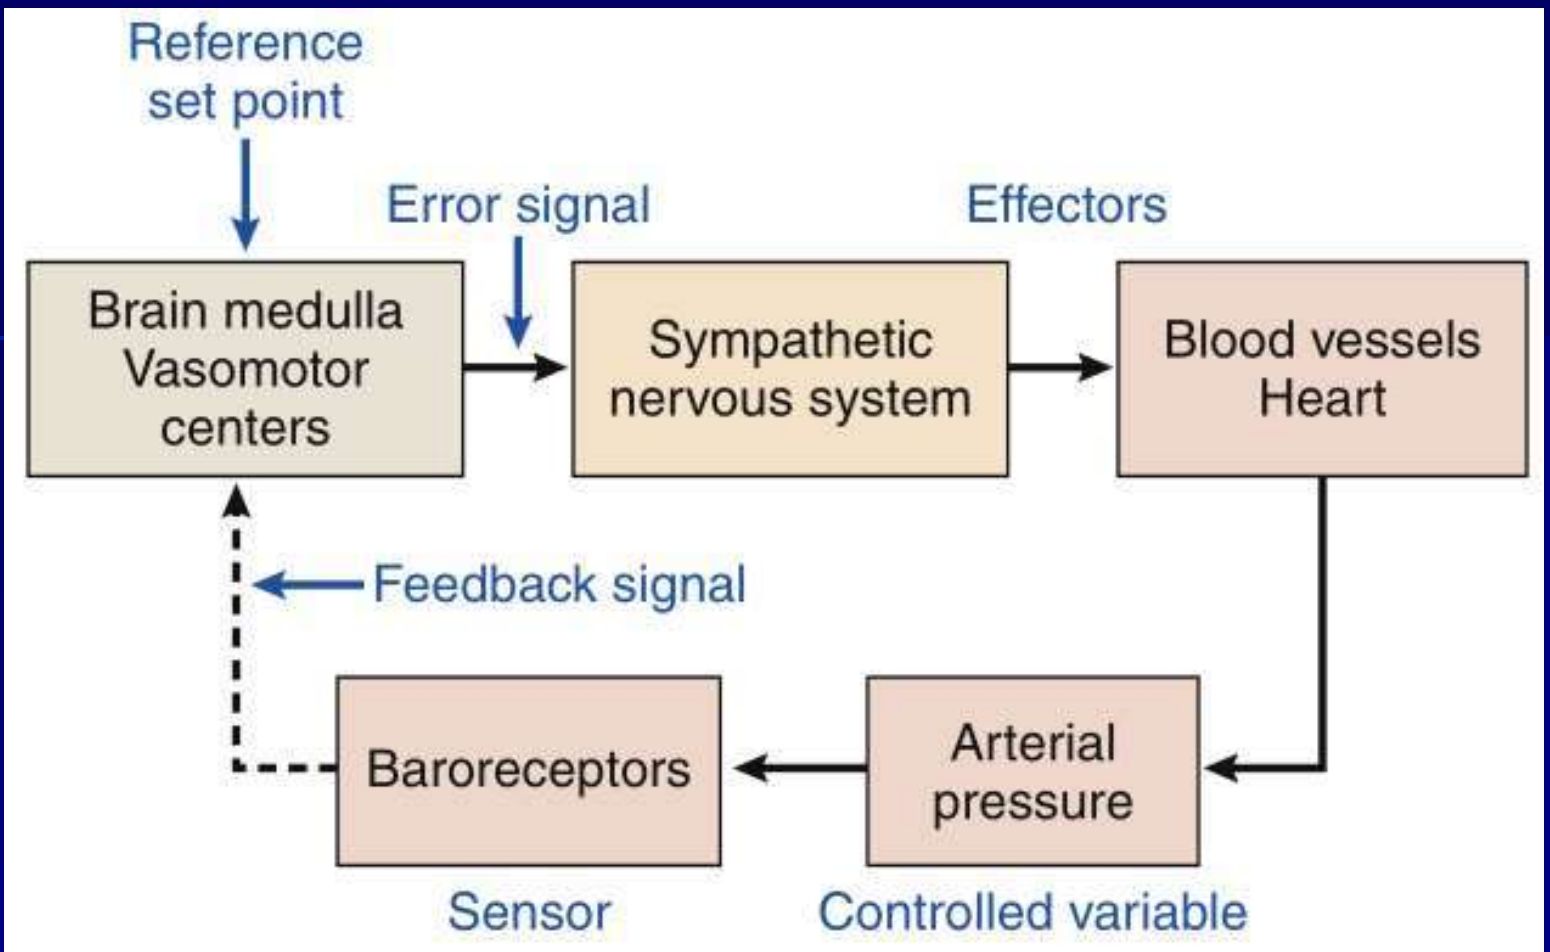 Reference
set point
Error signal
Effectors
Brain medulla
Vasomotor
centers
Sympathetic
nervous system
Blood vessels
Heart
Feedback signal
Baroreceptors
Arterial
pressure
Sensor
Controlled variable